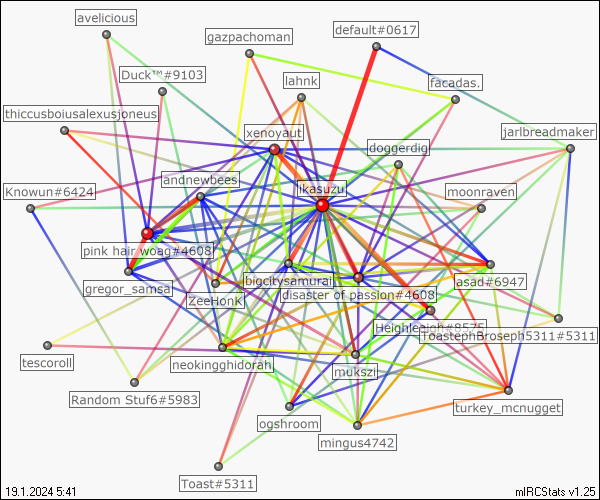 avelicious
default#0617
gazpachoman
Duck™#9103
lahnk
facadas.
thiccusboiusalexusjoneus
xenoyaut
jarlbreadmaker
doggerdig
andnewbees
Knowun#6424
ikasuzu
moonraven
pink hair woag#4608
bigcitysamurai
asad#6947
gregor_samsa
ZeeHonk
disaster of passion#4608
Heighleigh#8575
ToastephBroseph5311#5311
tescoroll
neokingghidorah
mukszi
Random Stuf6#5983
turkey_mcnugget
ogshroom
mingus4742
Toast#5311
19.1.2024 5:41
mIRCStats v1.25